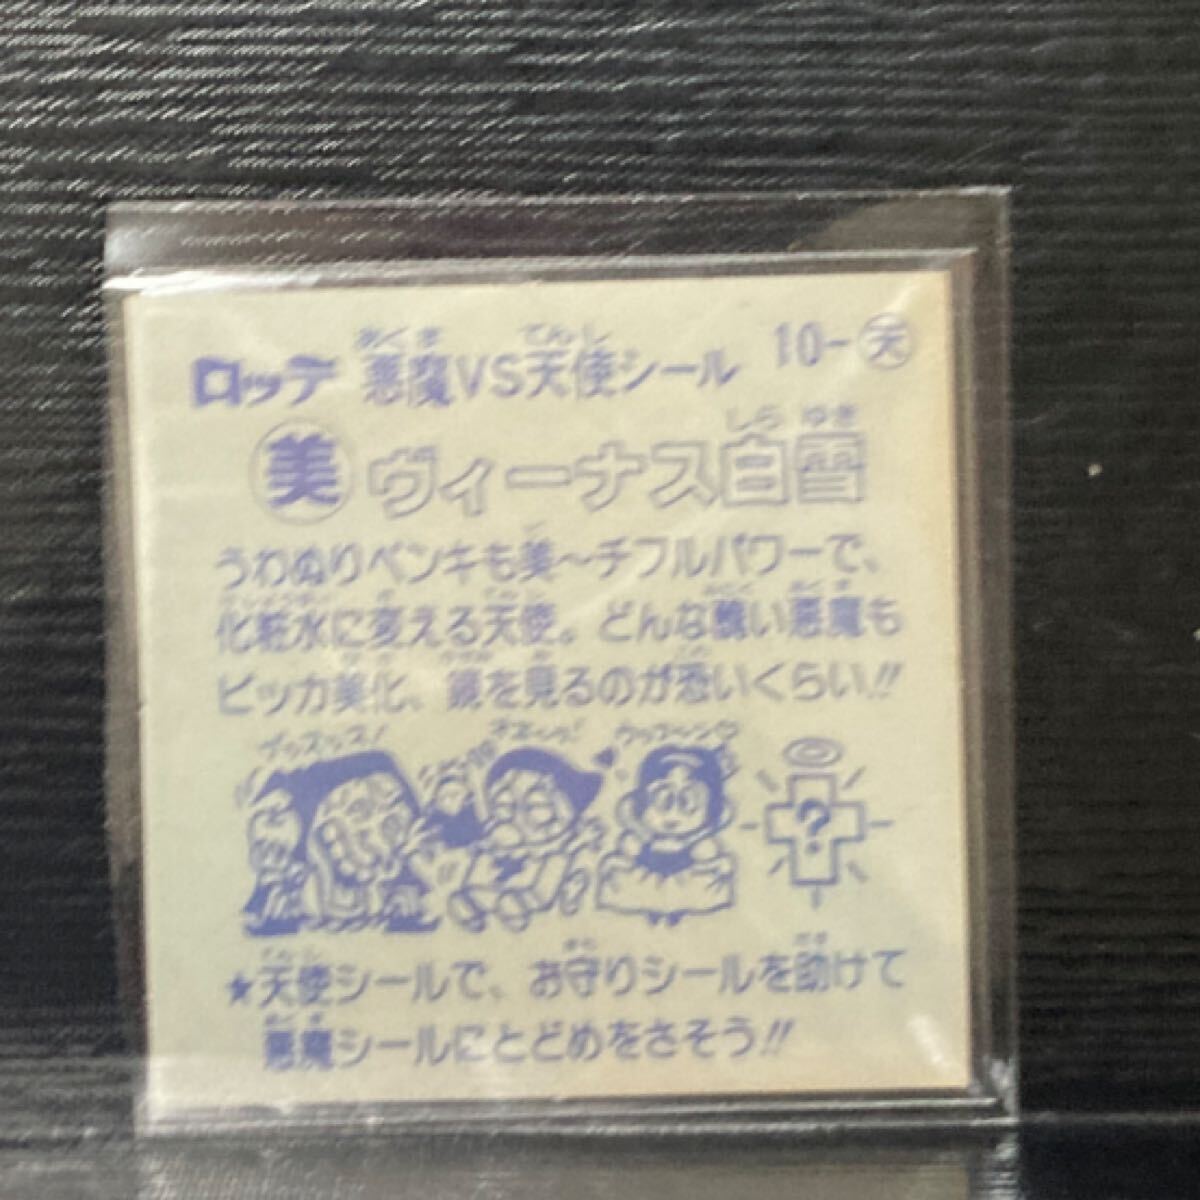 ロッテ 悪魔VS天使シール 10-天
美 ヴィーナス白雪
うわぬりペンキも美〜チフルパワーで、
化粧水に変える天使。どんな醜い悪魔も
ピッカ美化、鏡を見るのが恐いくらい!!
ウッフ〜ン♡
?
★天使シールで、お守りシールを助けて
悪魔シールにとどめをさそう!!